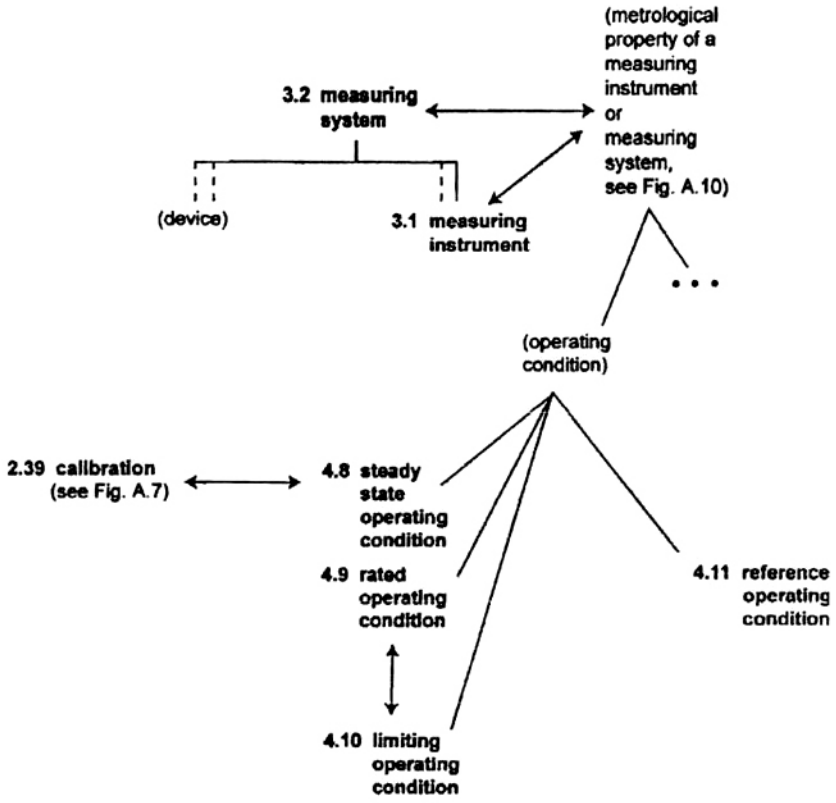 (metrological
property of a
measuring
instrument
or
measuring
system,
see Fig. A.10)
3.2 measuring
system
(device)
3.1 measuring
instrument
• • •
(operating
condition)
2.39 calibration
(see Fig. A.7)
4.8 steady
state
operating
condition
4.9 rated
operating
condition
4.11 reference
operating
condition
4.10 limiting
operating
condition